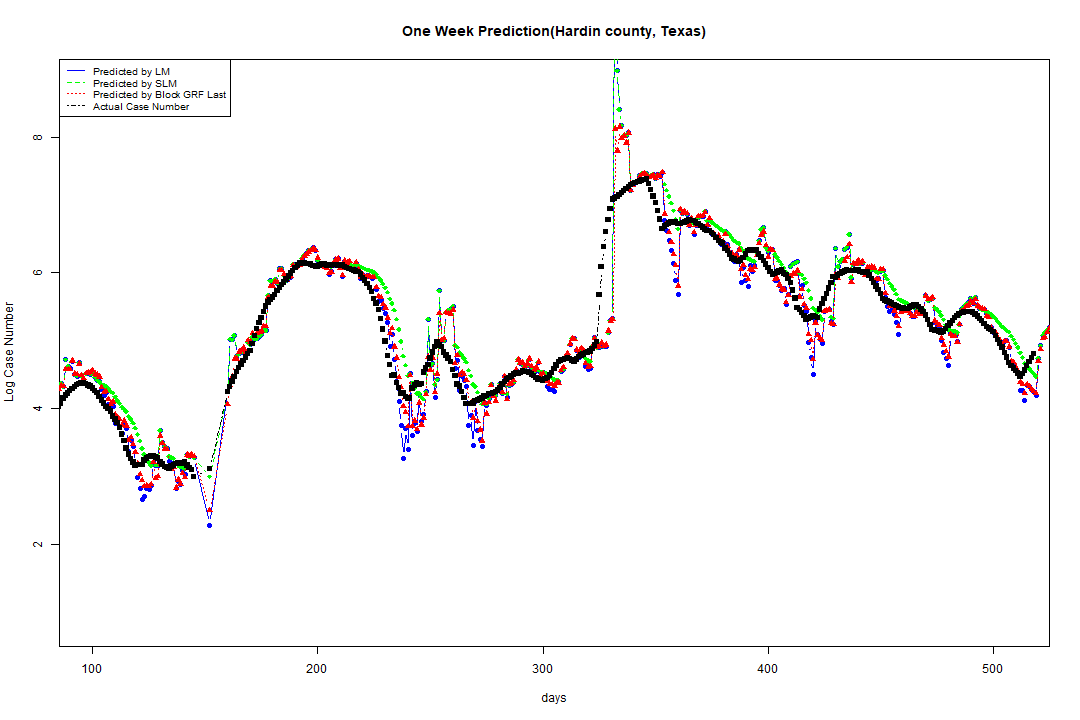 One Week Prediction(Hardin county, Texas)
Predicted by LM
Predicted by SLM
Predicted by Block GRF Last
Actual Case Number
Log Case Number
8
6
4
2
100 200 300 400 500
days